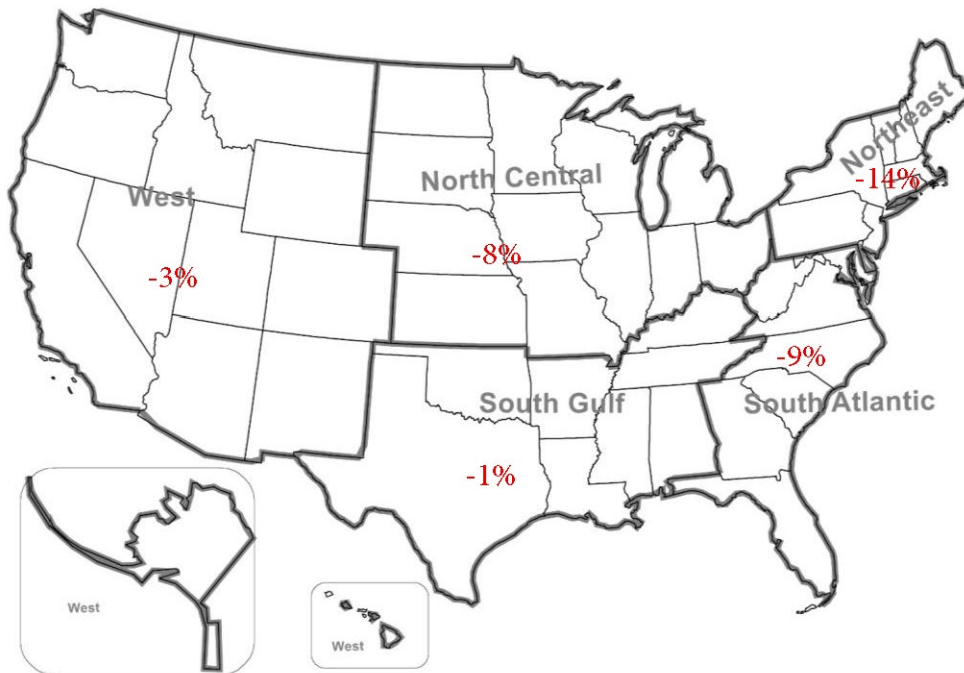 Northeast
-14%
West
North Central
-8%
-3%
-9%
South Gulf
South Atlantic
-1%
West
West